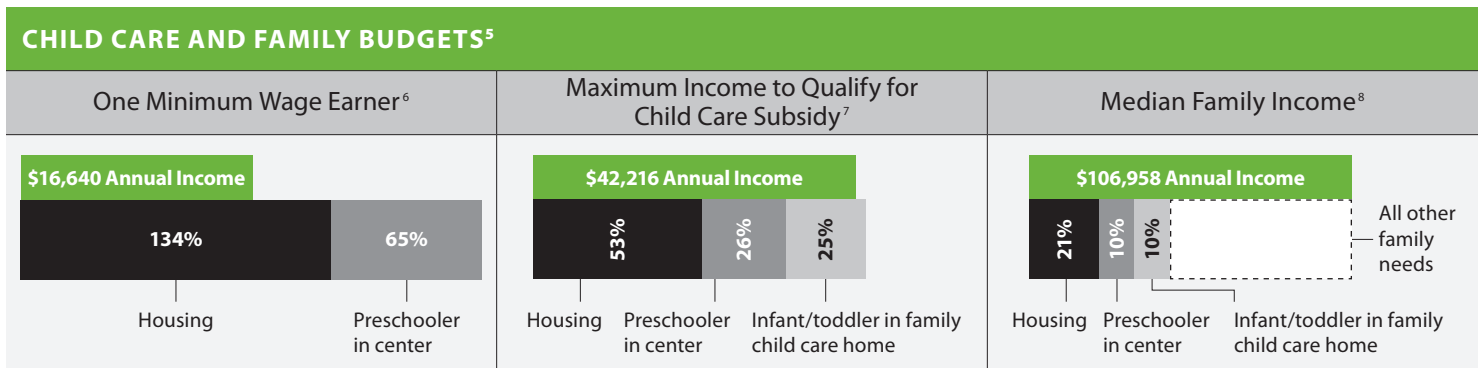 CHILD CARE AND FAMILY BUDGETS⁵
One Minimum Wage Earner⁶
$16,640 Annual Income
134%
65%
Housing
Preschooler
in center
Maximum Income to Qualify for
Child Care Subsidy⁷
$42,216 Annual Income
53%
26%
25%
Housing
Preschooler
in center
Infant/toddler in family
child care home
Median Family Income⁸
$106,958 Annual Income
21%
10%
10%
All other
family
needs
Housing
Preschooler
in center
Infant/toddler in family
child care home